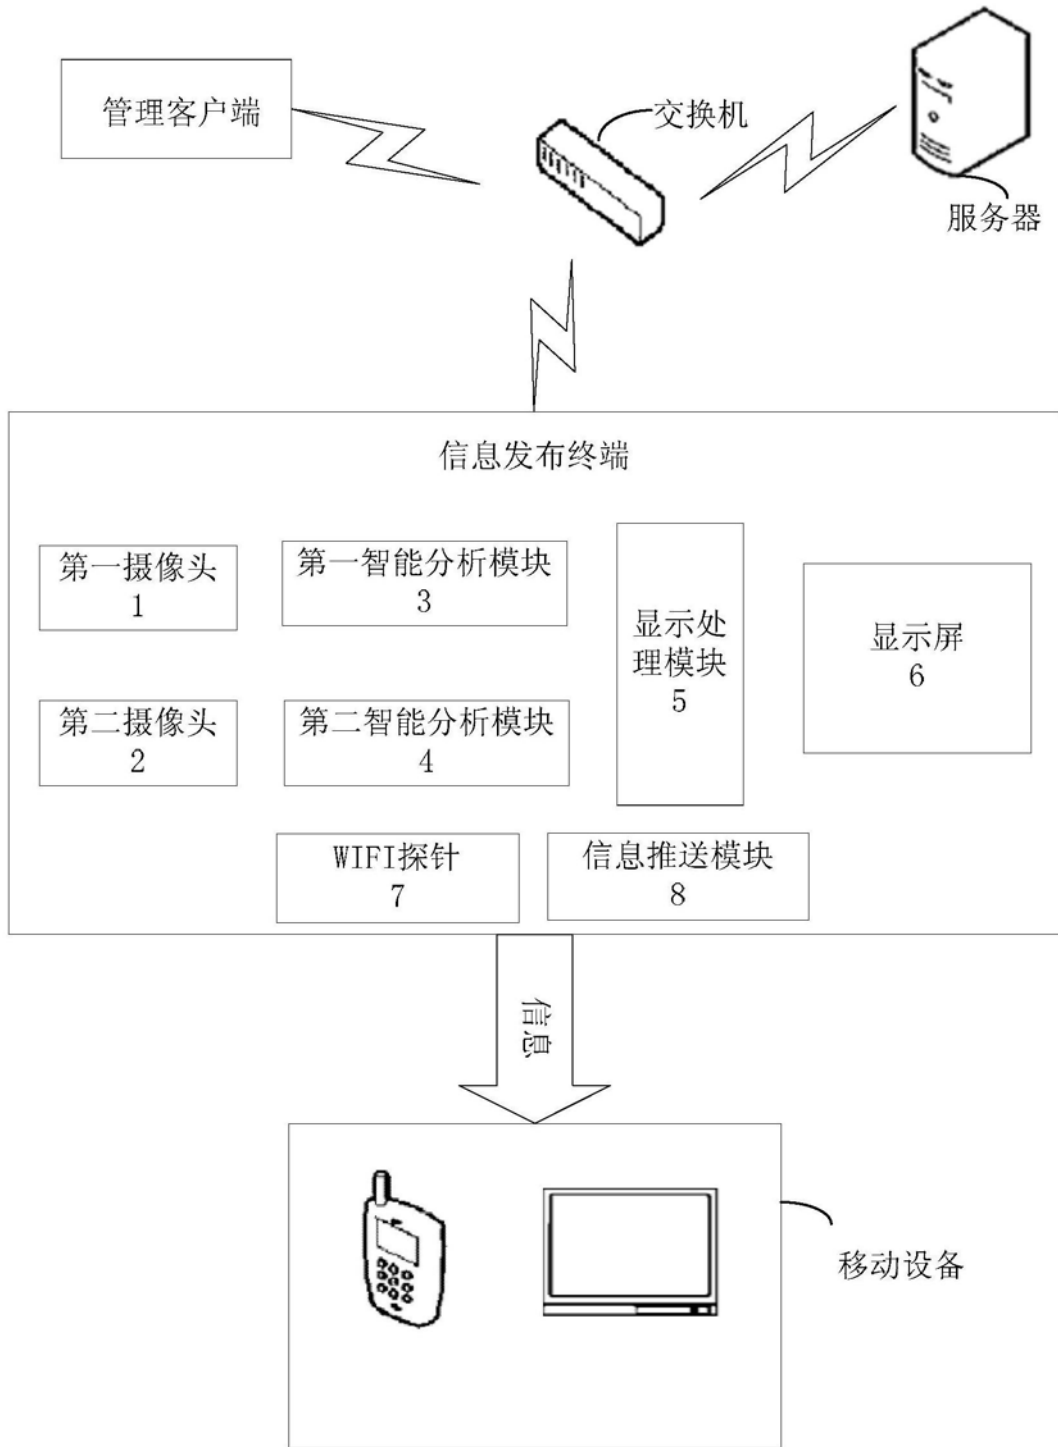 管理客户端
交换机
服务器
信息发布终端
第一摄像头
1
第一智能分析模块
3
显示处
理模块
5
显示屏
6
第二摄像头
2
第二智能分析模块
4
WIFI探针
7
信息推送模块
8
信息
移动设备